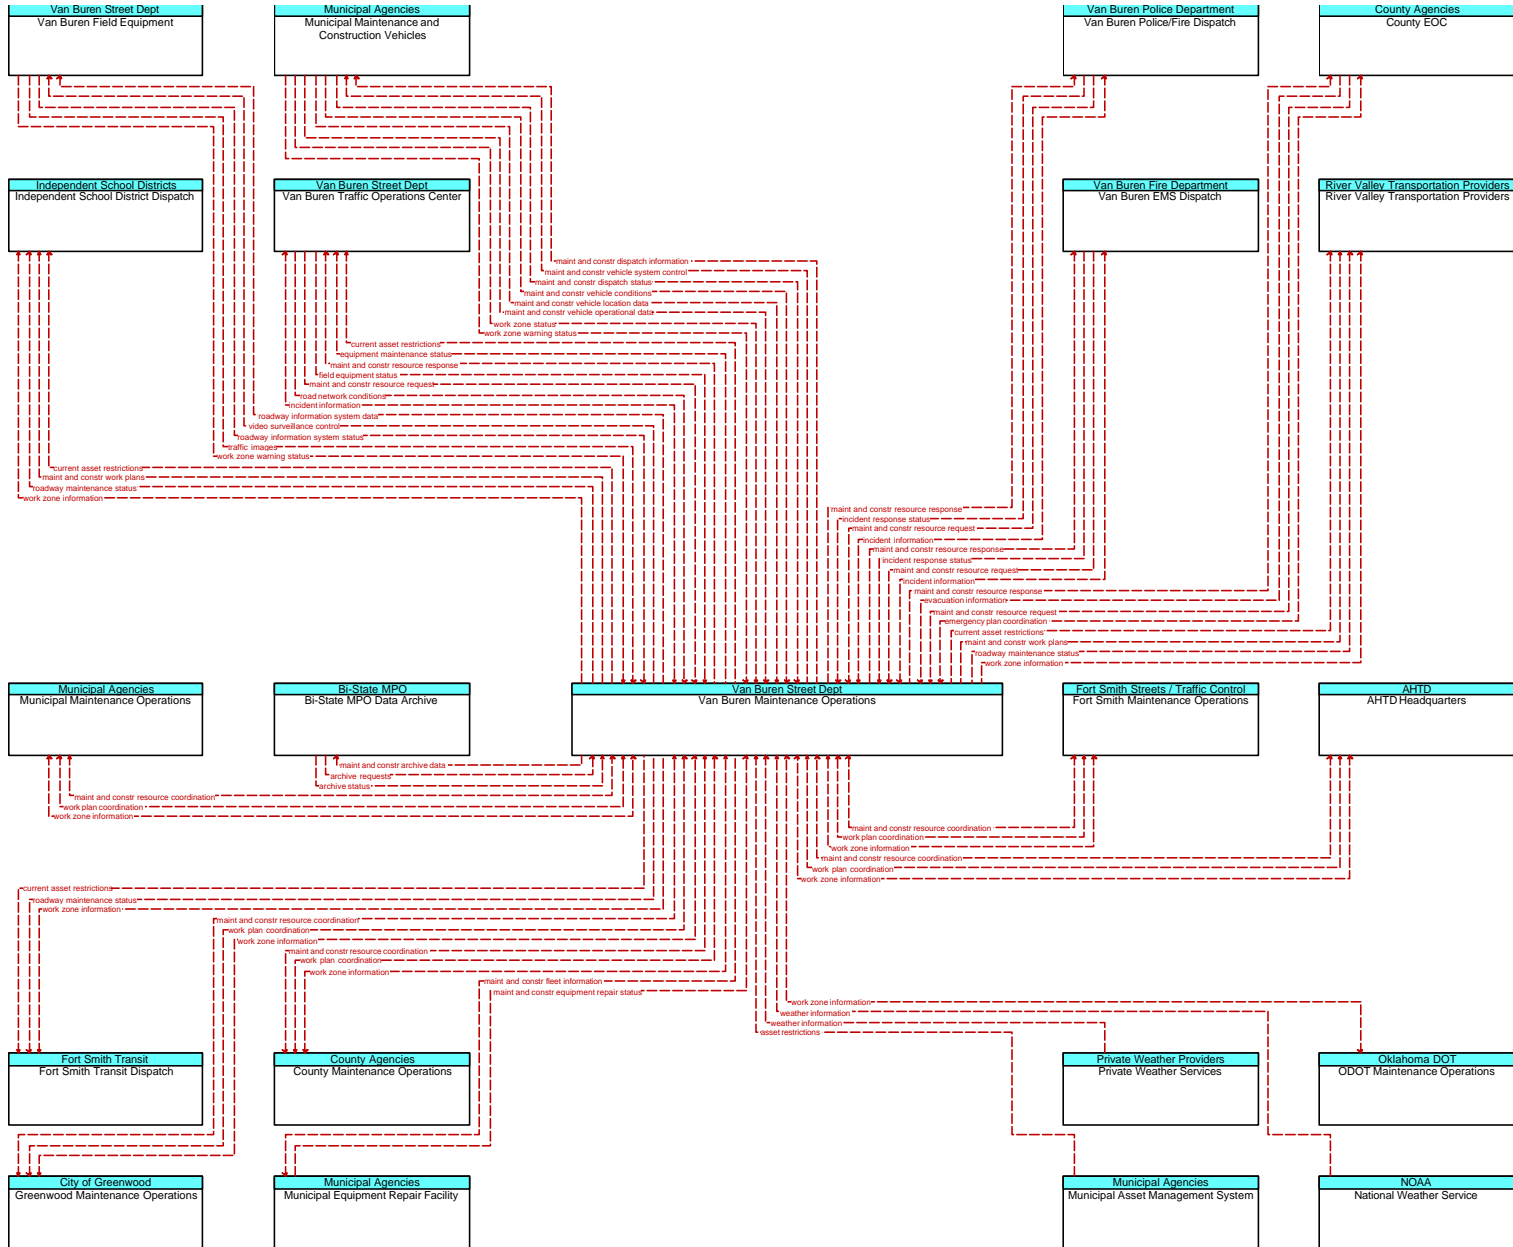 Van Buren Street Dept
Van Buren Field Equipment
Municipal Agencies
Municipal Maintenance and
Construction Vehicles
Van Buren Police Department
Van Buren Police/Fire Dispatch
County Agencies
County EOC
Independent School Districts
Independent School District Dispatch
Van Buren Street Dept
Van Buren Traffic Operations Center
Van Buren Fire Department
Van Buren EMS Dispatch
River Valley Transportation Providers
River Valley Transportation Providers
maint and constr dispatch information
maint and constr vehicle system control
maint and constr dispatch status
maint and constr vehicle conditions
maint and constr vehicle location data
maint and constr vehicle operational data
work zone status
work zone warning status
current asset restrictions
equipment maintenance status
maint and constr resource response
field equipment status
maint and constr resource request
road network conditions
incident information
roadway information system data
video surveillance control
roadway information system status
traffic images
work zone warning status
current asset restrictions
maint and constr work plans
roadway maintenance status
work zone information
maint and constr resource response
incident response status
maint and constr resource request
incident information
maint and constr resource response
incident response status
maint and constr resource request
incident information
maint and constr resource response
evacuation information
maint and constr resource request
emergency plan coordination
current asset restrictions
maint and constr work plans
roadway maintenance status
work zone information
Municipal Agencies
Municipal Maintenance Operations
Bi-State MPO
Bi-State MPO Data Archive
Van Buren Street Dept
Van Buren Maintenance Operations
Fort Smith Streets / Traffic Control
Fort Smith Maintenance Operations
AHTD
AHTD Headquarters
maint and constr archive data
archive requests
archive status
maint and constr resource coordination
work plan coordination
work zone information
maint and constr resource coordination
work plan coordination
work zone information
maint and constr resource coordination
work plan coordination
work zone information
current asset restrictions
roadway maintenance status
work zone information
maint and constr resource coordination
work plan coordination
work zone information
maint and constr resource coordination
work plan coordination
work zone information
maint and constr fleet information
maint and constr equipment repair status
work zone information
weather information
weather information
asset restrictions
Fort Smith Transit
Fort Smith Transit Dispatch
County Agencies
County Maintenance Operations
Private Weather Providers
Private Weather Services
Oklahoma DOT
ODOT Maintenance Operations
City of Greenwood
Greenwood Maintenance Operations
Municipal Agencies
Municipal Equipment Repair Facility
Municipal Agencies
Municipal Asset Management System
NOAA
National Weather Service